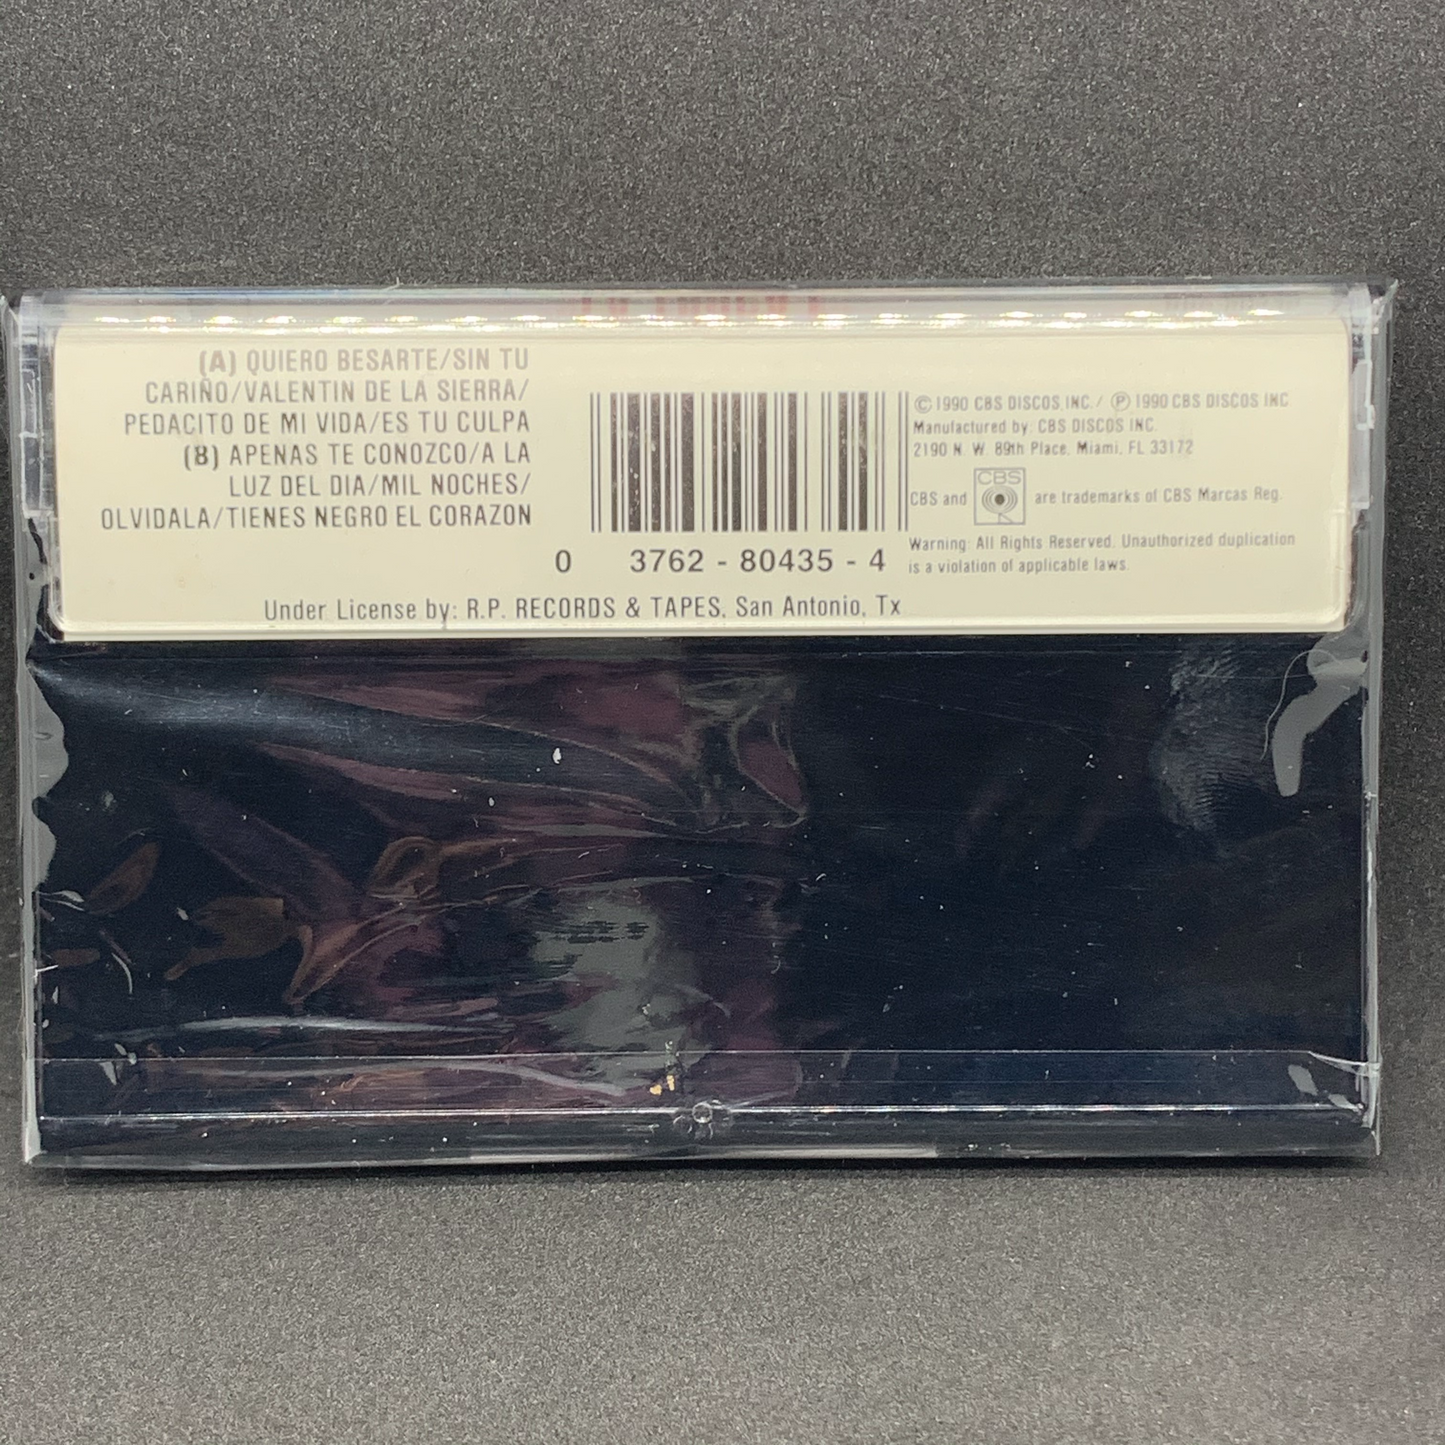 (A) QUIERO BESARTE/SIN TU
CARIÑO/VALENTIN DE LA SIERRA/
PEDACITO DE MI VIDA/ES TU CULPA
(B) APENAS TE CONOZCO/A LA
LUZ DEL DIA/MIL NOCHES/
OLVIDALA/TIENES NEGRO EL CORAZON
0 3762 - 80435 - 4
Ⓒ 1990 CBS DISCOS, INC. / Ⓟ 1990 CBS DISCOS INC
Manufactured by: CBS DISCOS INC.
2190 N. W. 89th Place, Miami, FL 33172
CBS
CBS and are trademarks of CBS Marcas Reg.
Warning: All Rights Reserved. Unauthorized duplication
is a violation of applicable laws.
Under License by: R.P. RECORDS & TAPES, San Antonio, Tx